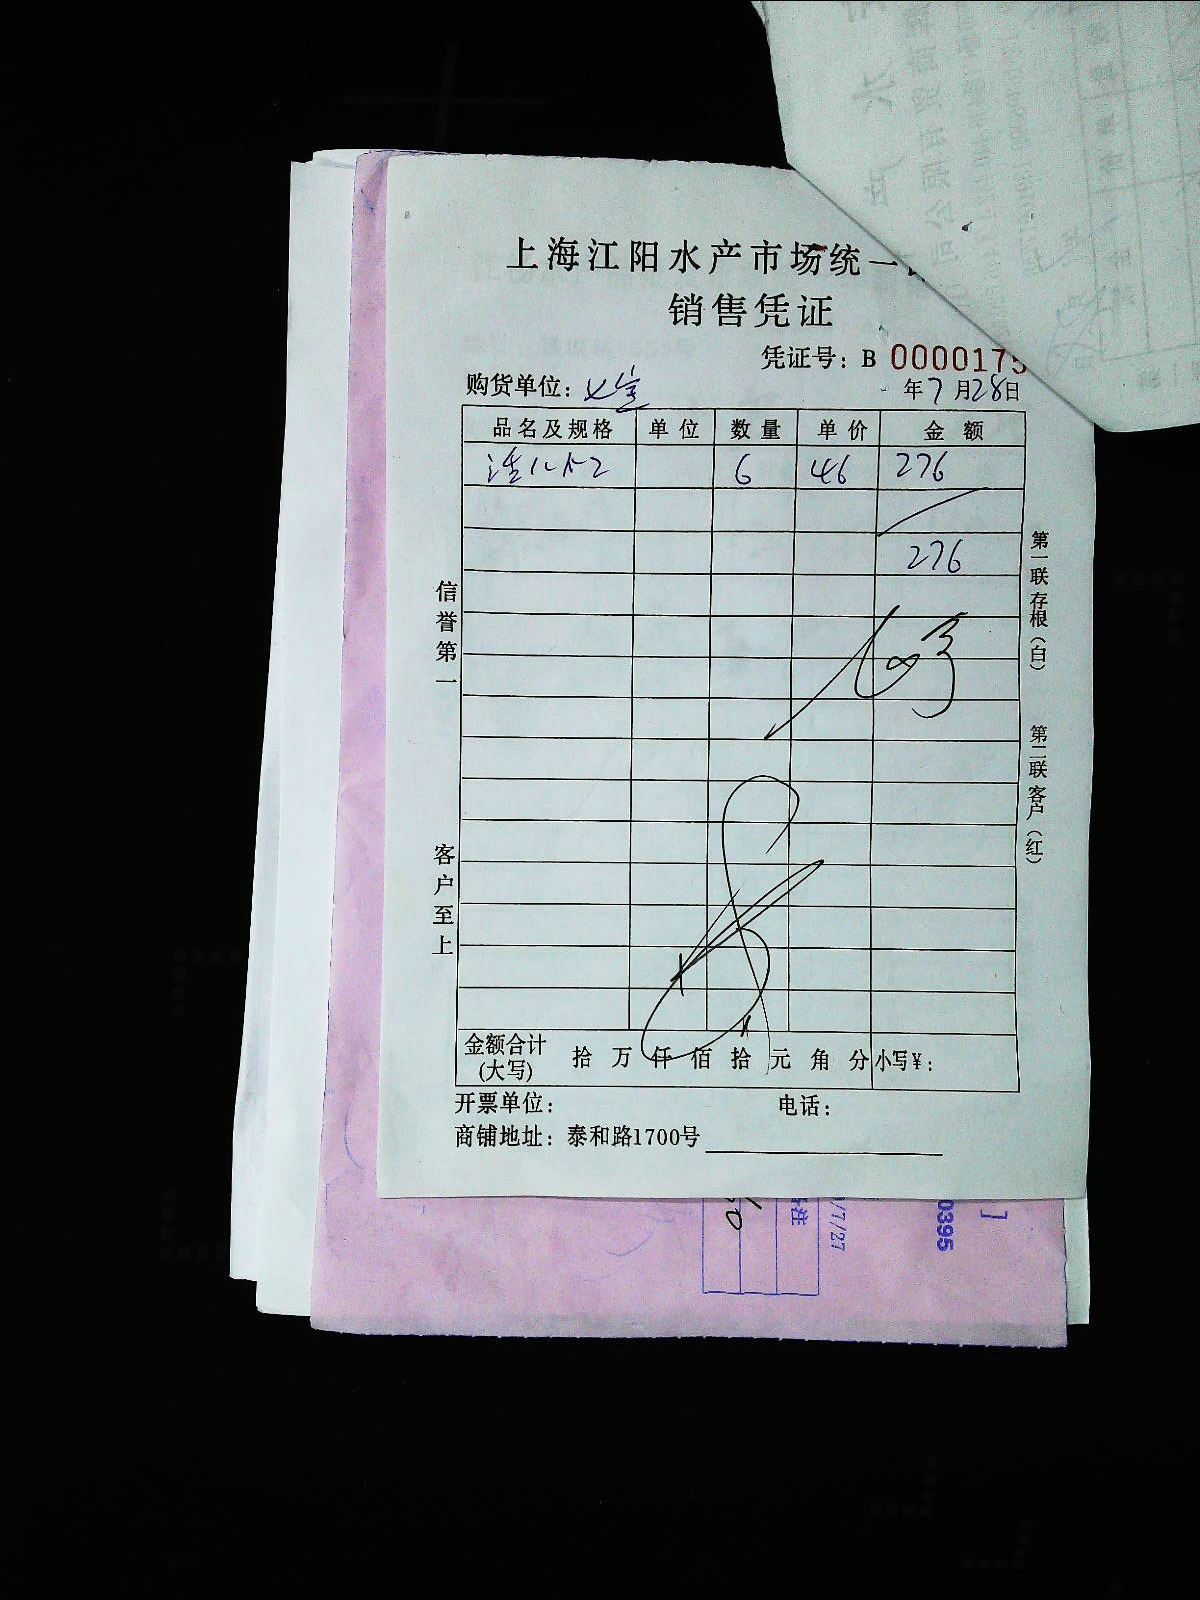 上海江阳水产市场统一
销售凭证
凭证号：B 0000175
购货单位：
年7月28日
品名及规格 单位 数量 单价 金额
6 46 276
276
信誉第一
客户至上
第一联存根（白）
第二联客户（红）
金额合计(大写) 拾 万 仟 佰 拾 元 角 分 小写¥：
开票单位： 电话：
商铺地址：泰和路1700号
/7/27
0395